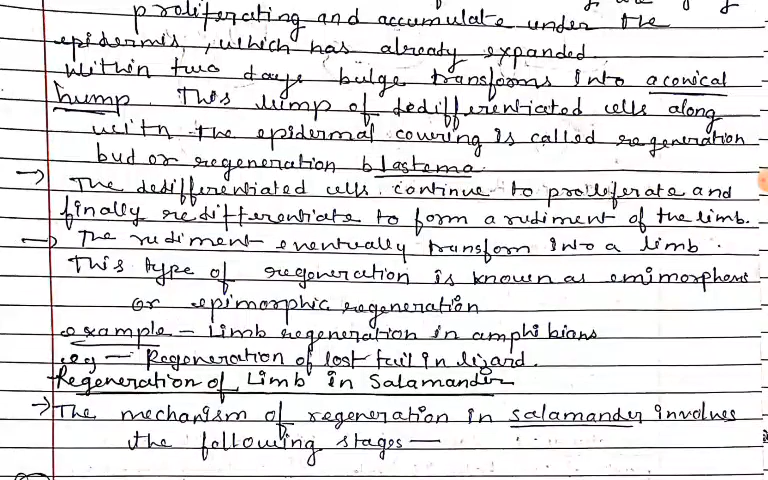 proliferating and accumulate under the
epidermis, which has already expanded
Within two days bulge transforms into a conical
hump. This lump of dedifferentiated cells along
with the epidermal covering is called regeneration
bud or regeneration blastema.
→ The dedifferentiated cells continue to proliferate and
finally redifferentiate to form a rudiment of the limb.
→ The rudiment eventually transform into a limb.
This type of regeneration is known as
or epimorphic regeneration
example - Limb regeneration in amphibians
eg - Regeneration of lost tail in lizard.
Regeneration of Limb in Salamander
→ The mechanism of regeneration in salamander involves
the following stages -